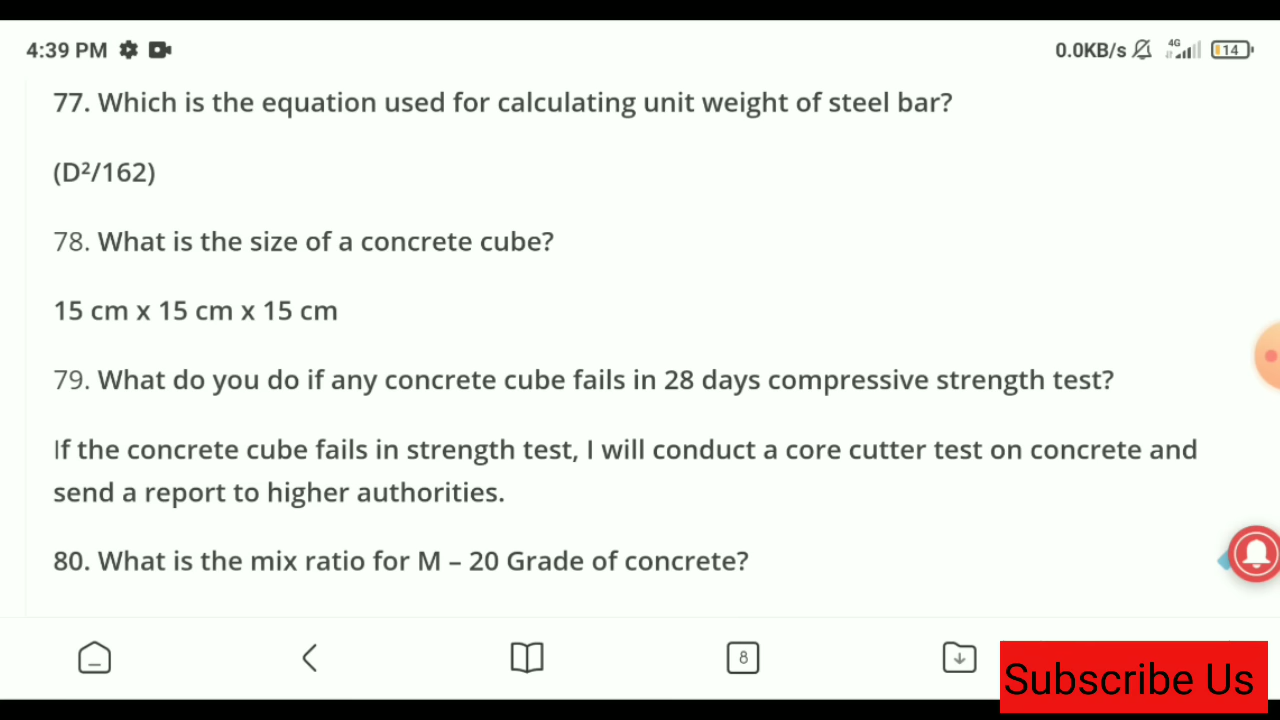 4:39 PM
0.0KB/s 4G 14
77. Which is the equation used for calculating unit weight of steel bar?
(D²/162)
78. What is the size of a concrete cube?
15 cm x 15 cm x 15 cm
79. What do you do if any concrete cube fails in 28 days compressive strength test?
If the concrete cube fails in strength test, I will conduct a core cutter test on concrete and
send a report to higher authorities.
80. What is the mix ratio for M – 20 Grade of concrete?
8
Subscribe Us